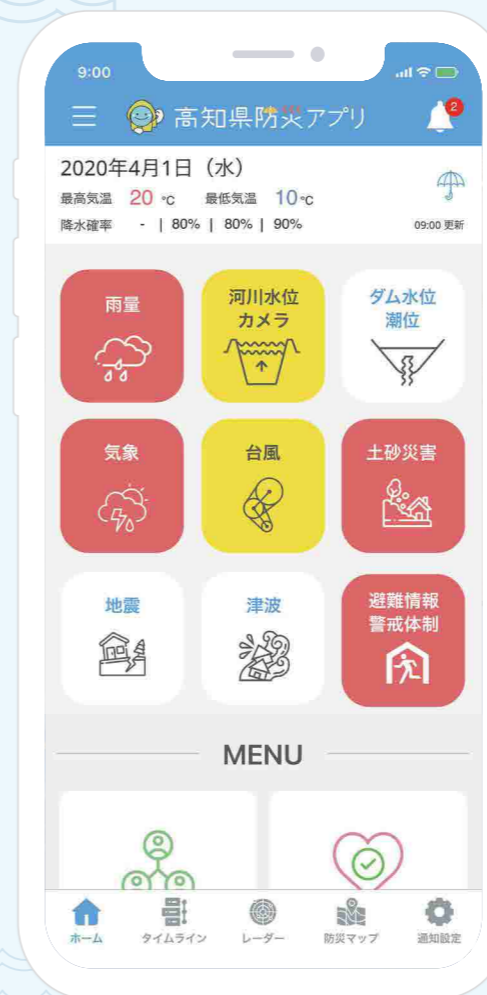 9:00
高知県防災アプリ
2
2020年4月1日（水）
最高気温 20 ℃ 最低気温 10℃
降水確率 - | 80% | 80% | 90%
09:00 更新
雨量
河川水位
カメラ
ダム水位
潮位
気象
台風
土砂災害
地震
津波
避難情報
警戒体制
MENU
ホーム
タイムライン
レーダー
防災マップ
通知設定